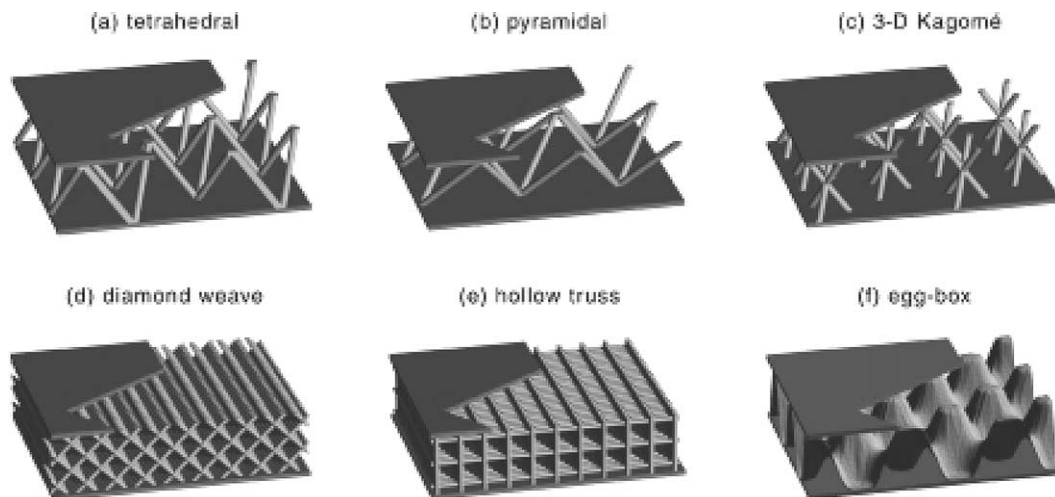 (a) tetrahedral
(b) pyramidal
(c) 3-D Kagomé
(d) diamond weave
(e) hollow truss
(f) egg-box